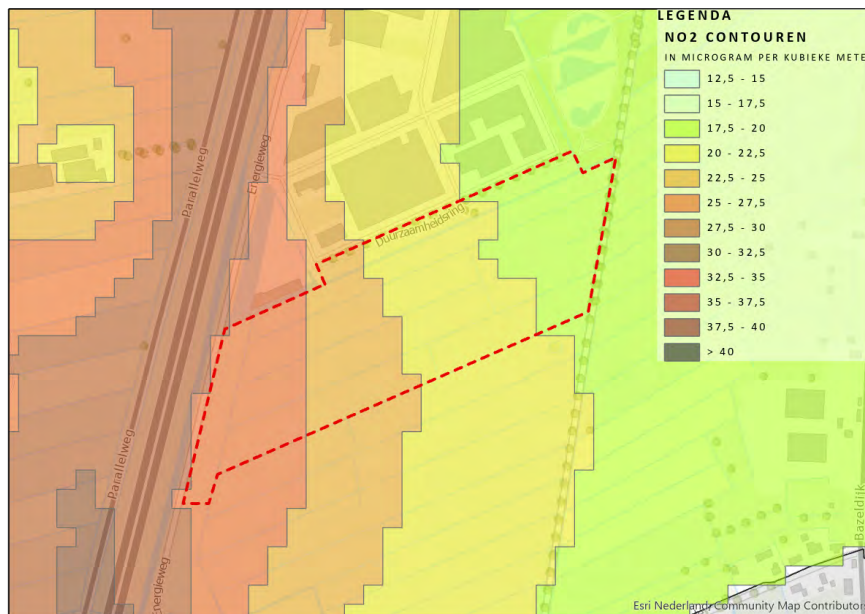 LEGENDA
NO2 CONTOUREN
IN MICROGRAM PER KUBIEKE METE
12,5 - 15
15 - 17,5
17,5 - 20
20 - 22,5
22,5 - 25
25 - 27,5
27,5 - 30
30 - 32,5
32,5 - 35
35 - 37,5
37,5 - 40
> 40
Parallelweg
Energieweg
Duurzaamheidsring
Parallelweg
Energieweg
Bazeldijk
Esri Nederland, Community Map Contributor